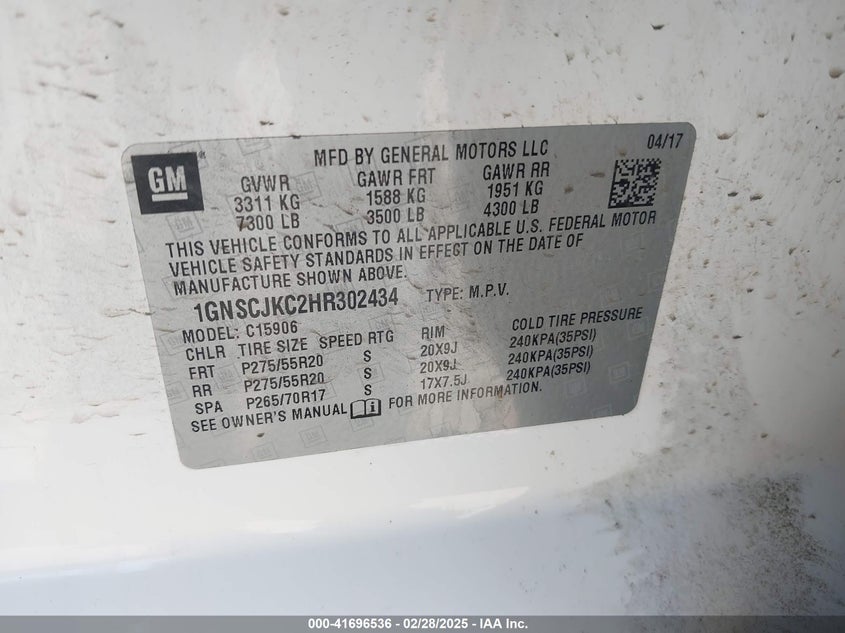 GM
MFD BY GENERAL MOTORS LLC
04/17
GVWR GAWR FRT GAWR RR
3311 KG 1588 KG 1951 KG
7300 LB 3500 LB 4300 LB
THIS VEHICLE CONFORMS TO ALL APPLICABLE U.S. FEDERAL MOTOR
VEHICLE SAFETY STANDARDS IN EFFECT ON THE DATE OF
MANUFACTURE SHOWN ABOVE.
1GNSCJKC2HR302434 TYPE: M.P.V.
MODEL: C15906
CHLR TIRE SIZE SPEED RTG RIM COLD TIRE PRESSURE
FRT P275/55R20 S 20X9J 240KPA(35PSI)
RR P275/55R20 S 20X9J 240KPA(35PSI)
SPA P265/70R17 S 17X7.5J 240KPA(35PSI)
SEE OWNER'S MANUAL FOR MORE INFORMATION.
000-41696536 - 02/28/2025 - IAA Inc.